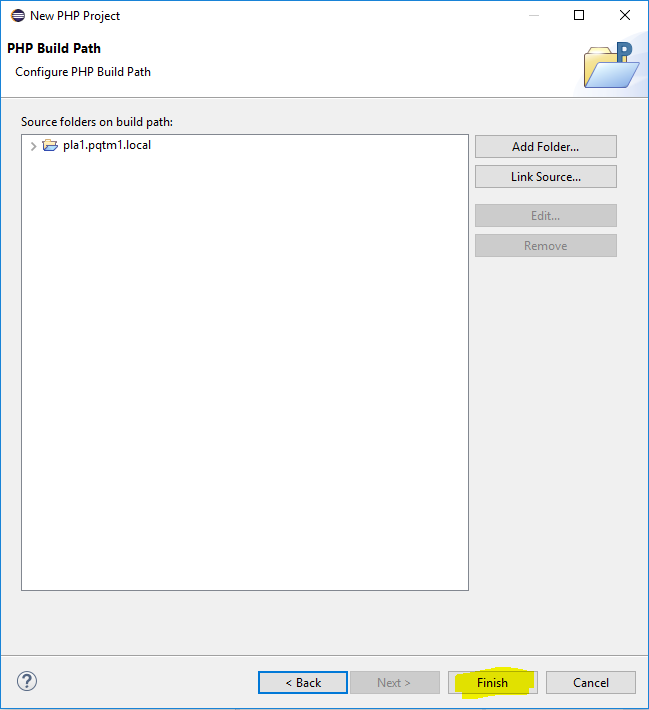 New PHP Project
PHP Build Path
Configure PHP Build Path
P
Source folders on build path:
pla1.pqtm1.local
Add Folder...
Link Source...
Edit...
Remove
?
< Back
Next >
Finish
Cancel